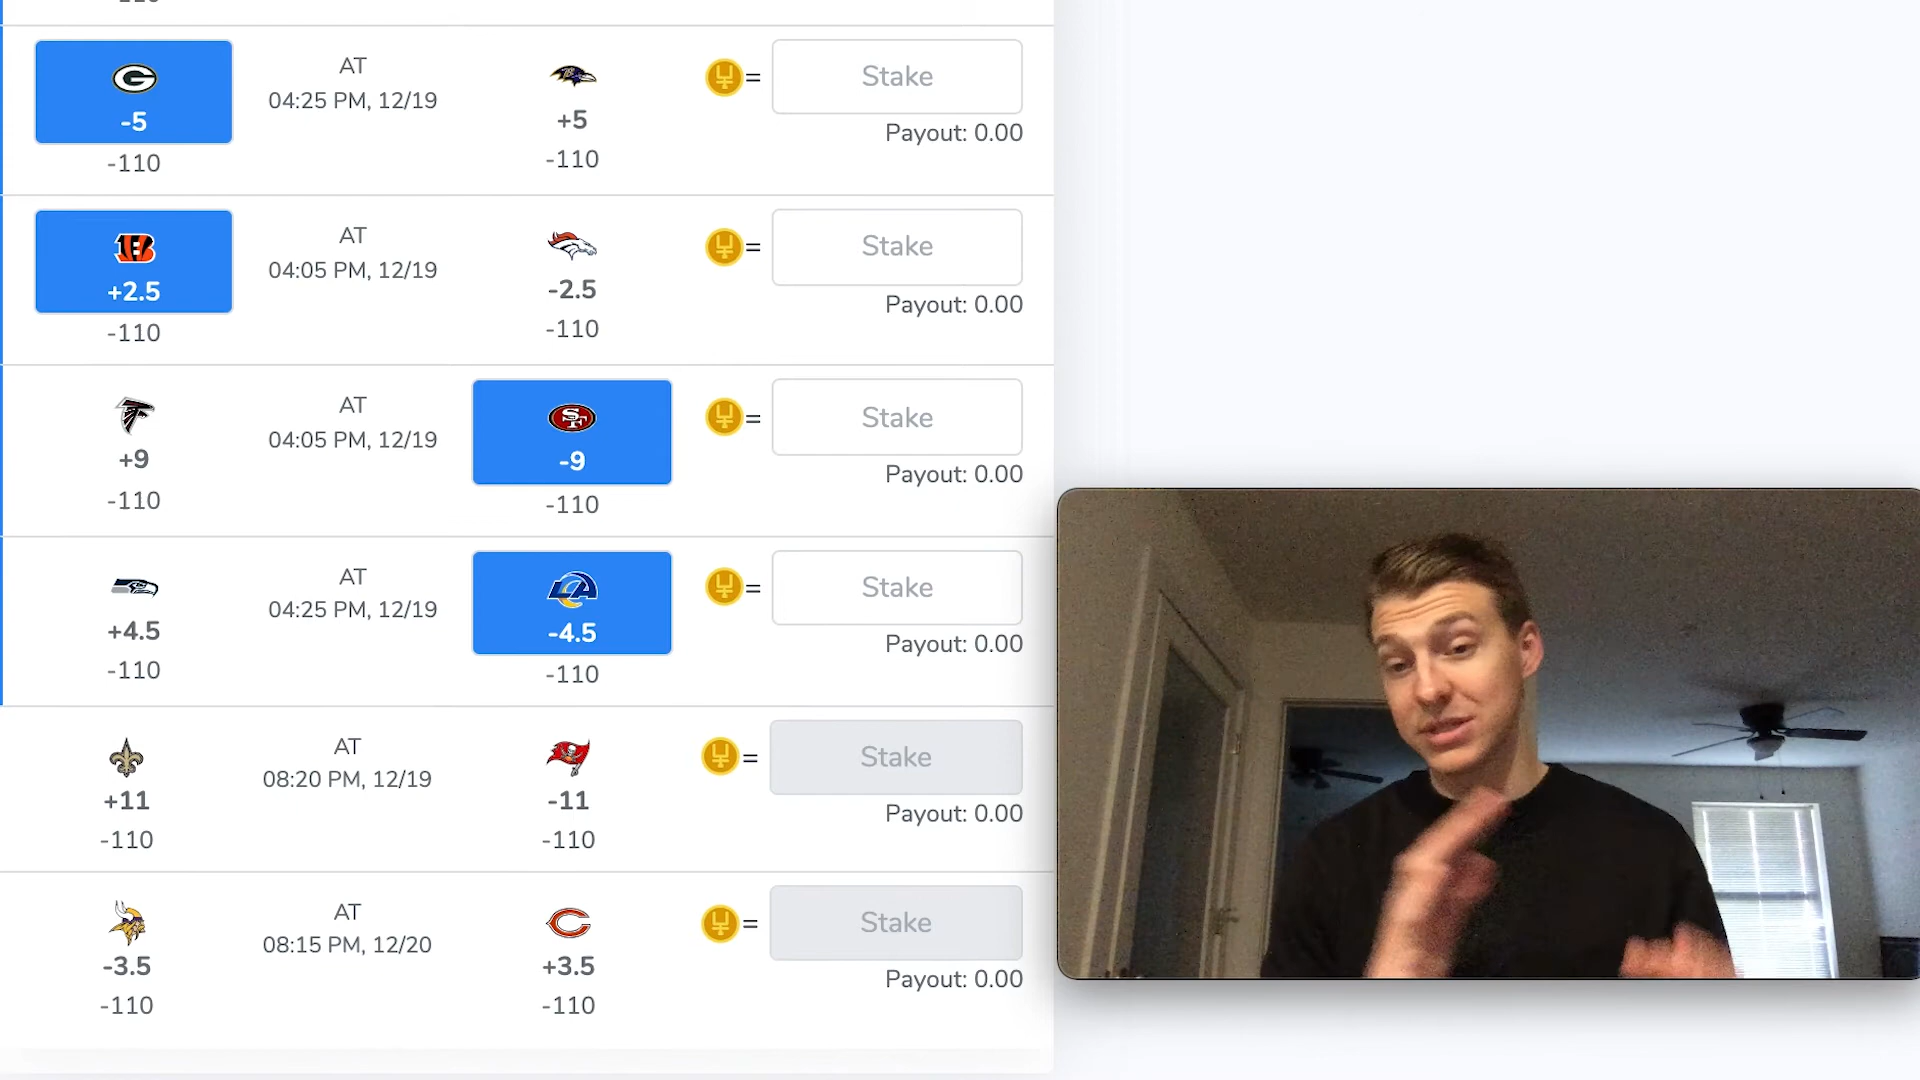 -5
-110
AT
04:25 PM, 12/19
+5
-110
=
Stake
Payout: 0.00
+2.5
-110
AT
04:05 PM, 12/19
-2.5
-110
=
Stake
Payout: 0.00
+9
-110
AT
04:05 PM, 12/19
SF
-9
-110
=
Stake
Payout: 0.00
+4.5
-110
AT
04:25 PM, 12/19
LA
-4.5
-110
=
Stake
Payout: 0.00
+11
-110
AT
08:20 PM, 12/19
-11
-110
=
Stake
Payout: 0.00
-3.5
-110
AT
08:15 PM, 12/20
+3.5
-110
=
Stake
Payout: 0.00